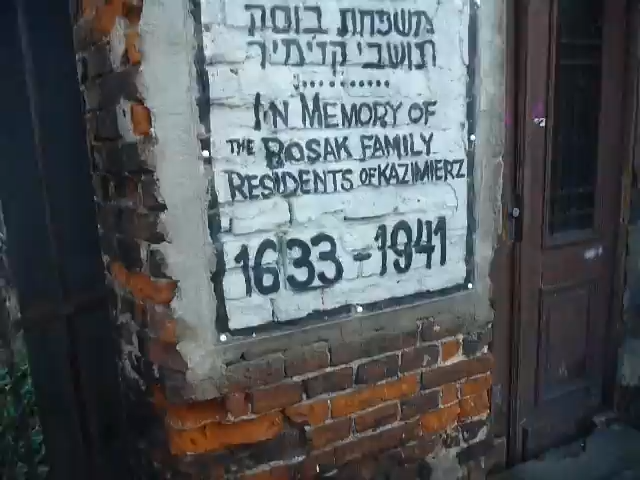 משפחת בוסק
תושבי קזימיר
IN MEMORY OF
THE BOSAK FAMILY
RESIDENTS OF KAZIMIERZ
1633-1941